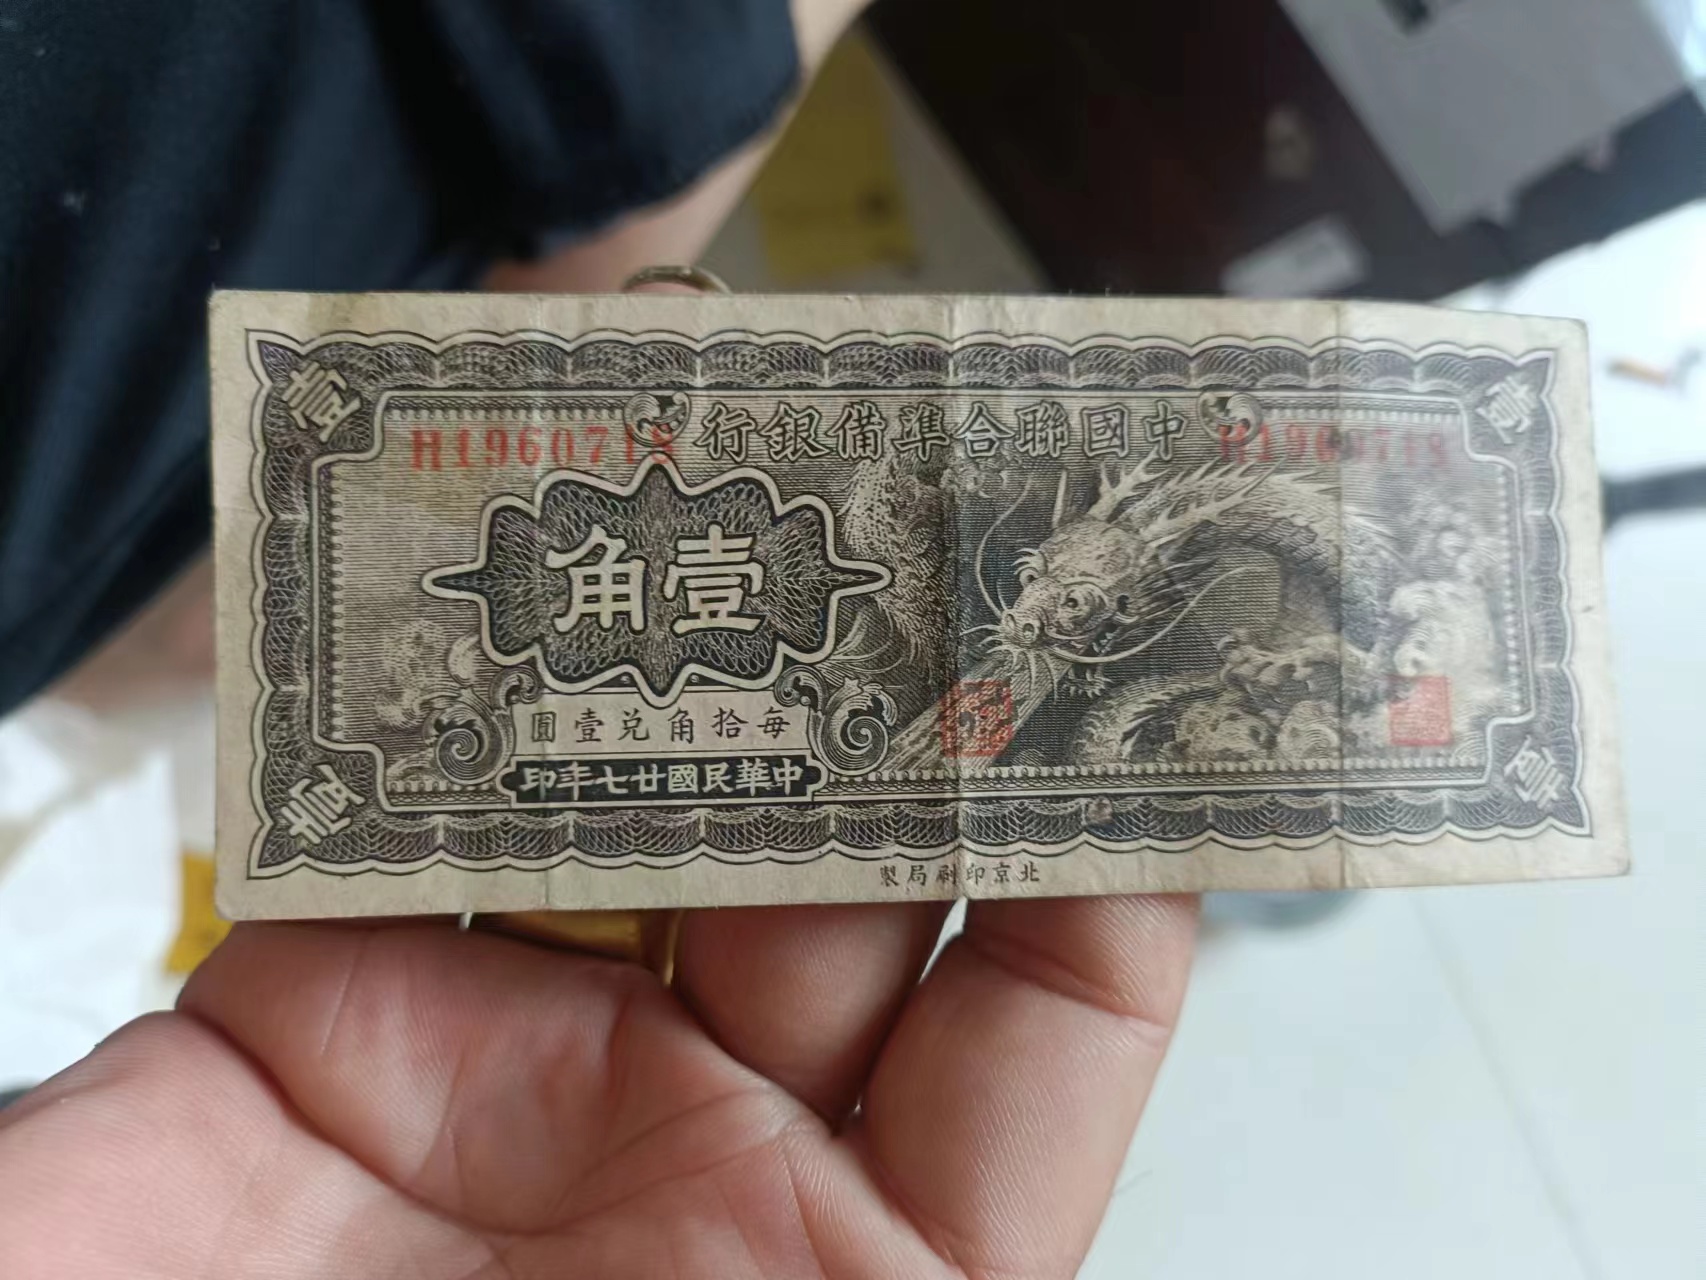 壹 壹
中國聯合準備銀行
H1960718 H1960718
壹角
每拾角兌壹圓
中華民國廿七年印
壹 壹
北京印刷局製